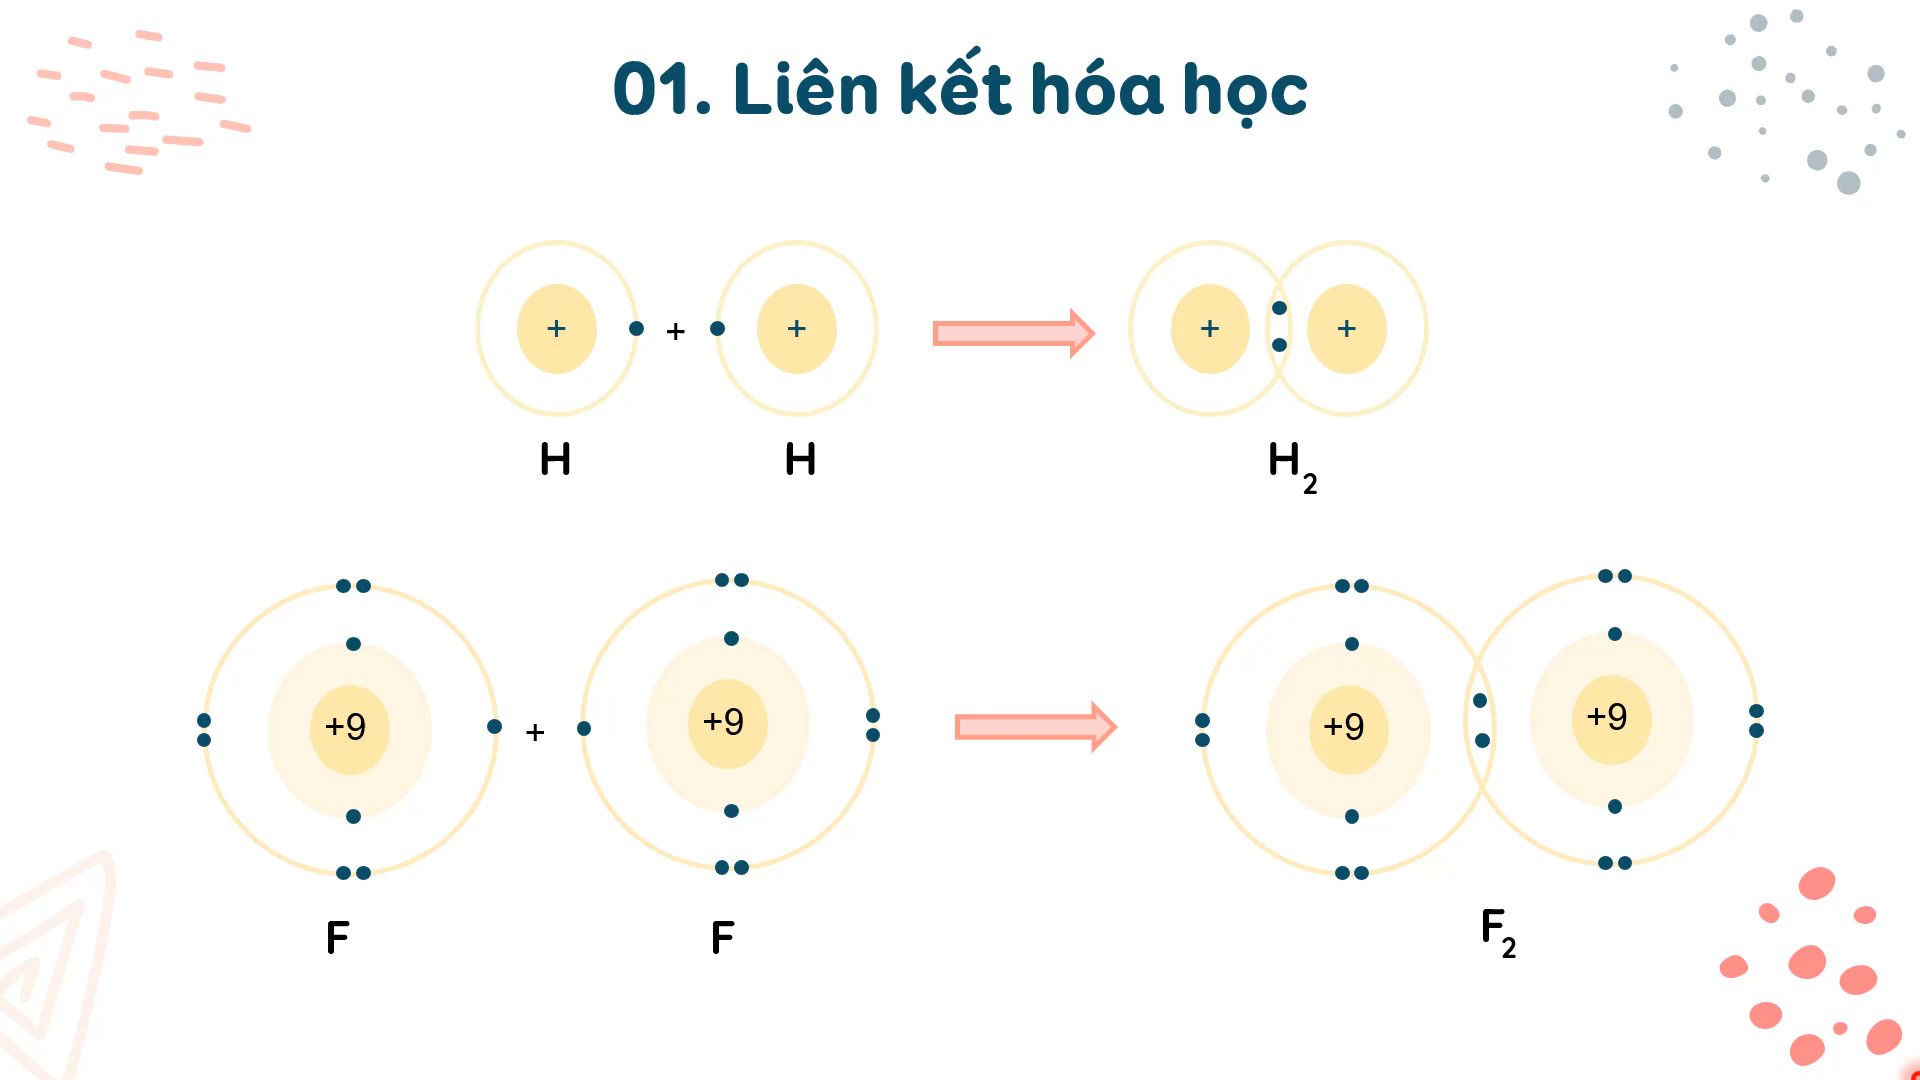 01. Liên kết hóa học
+ + + + +
H H H₂
+9 + +9 +9 +9
F F F₂